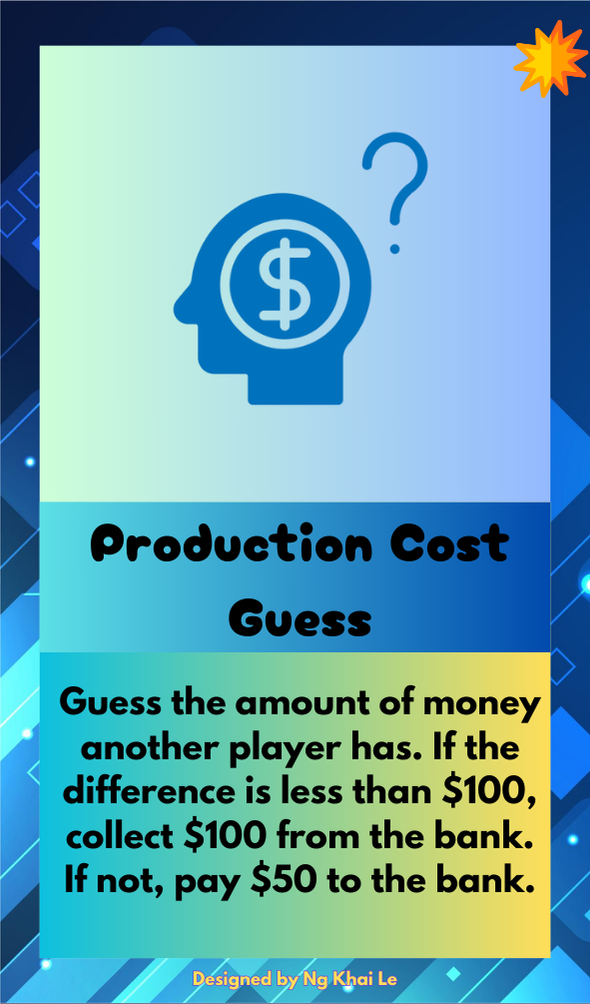 Production Cost
Guess
Guess the amount of money
another player has. If the
difference is less than $100,
collect $100 from the bank.
If not, pay $50 to the bank.
Designed by Ng Khai Le